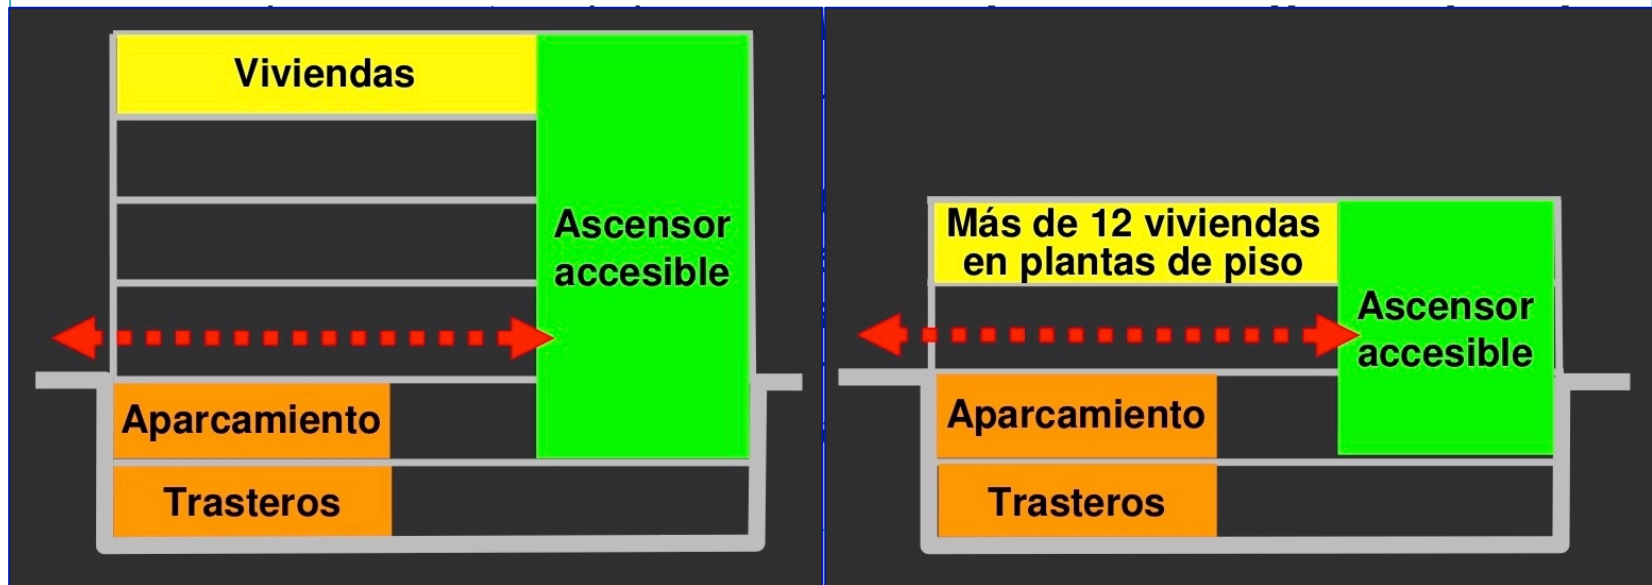 Viviendas
Ascensor
accesible
Aparcamiento
Trasteros
Más de 12 viviendas
en plantas de piso
Ascensor
accesible
Aparcamiento
Trasteros